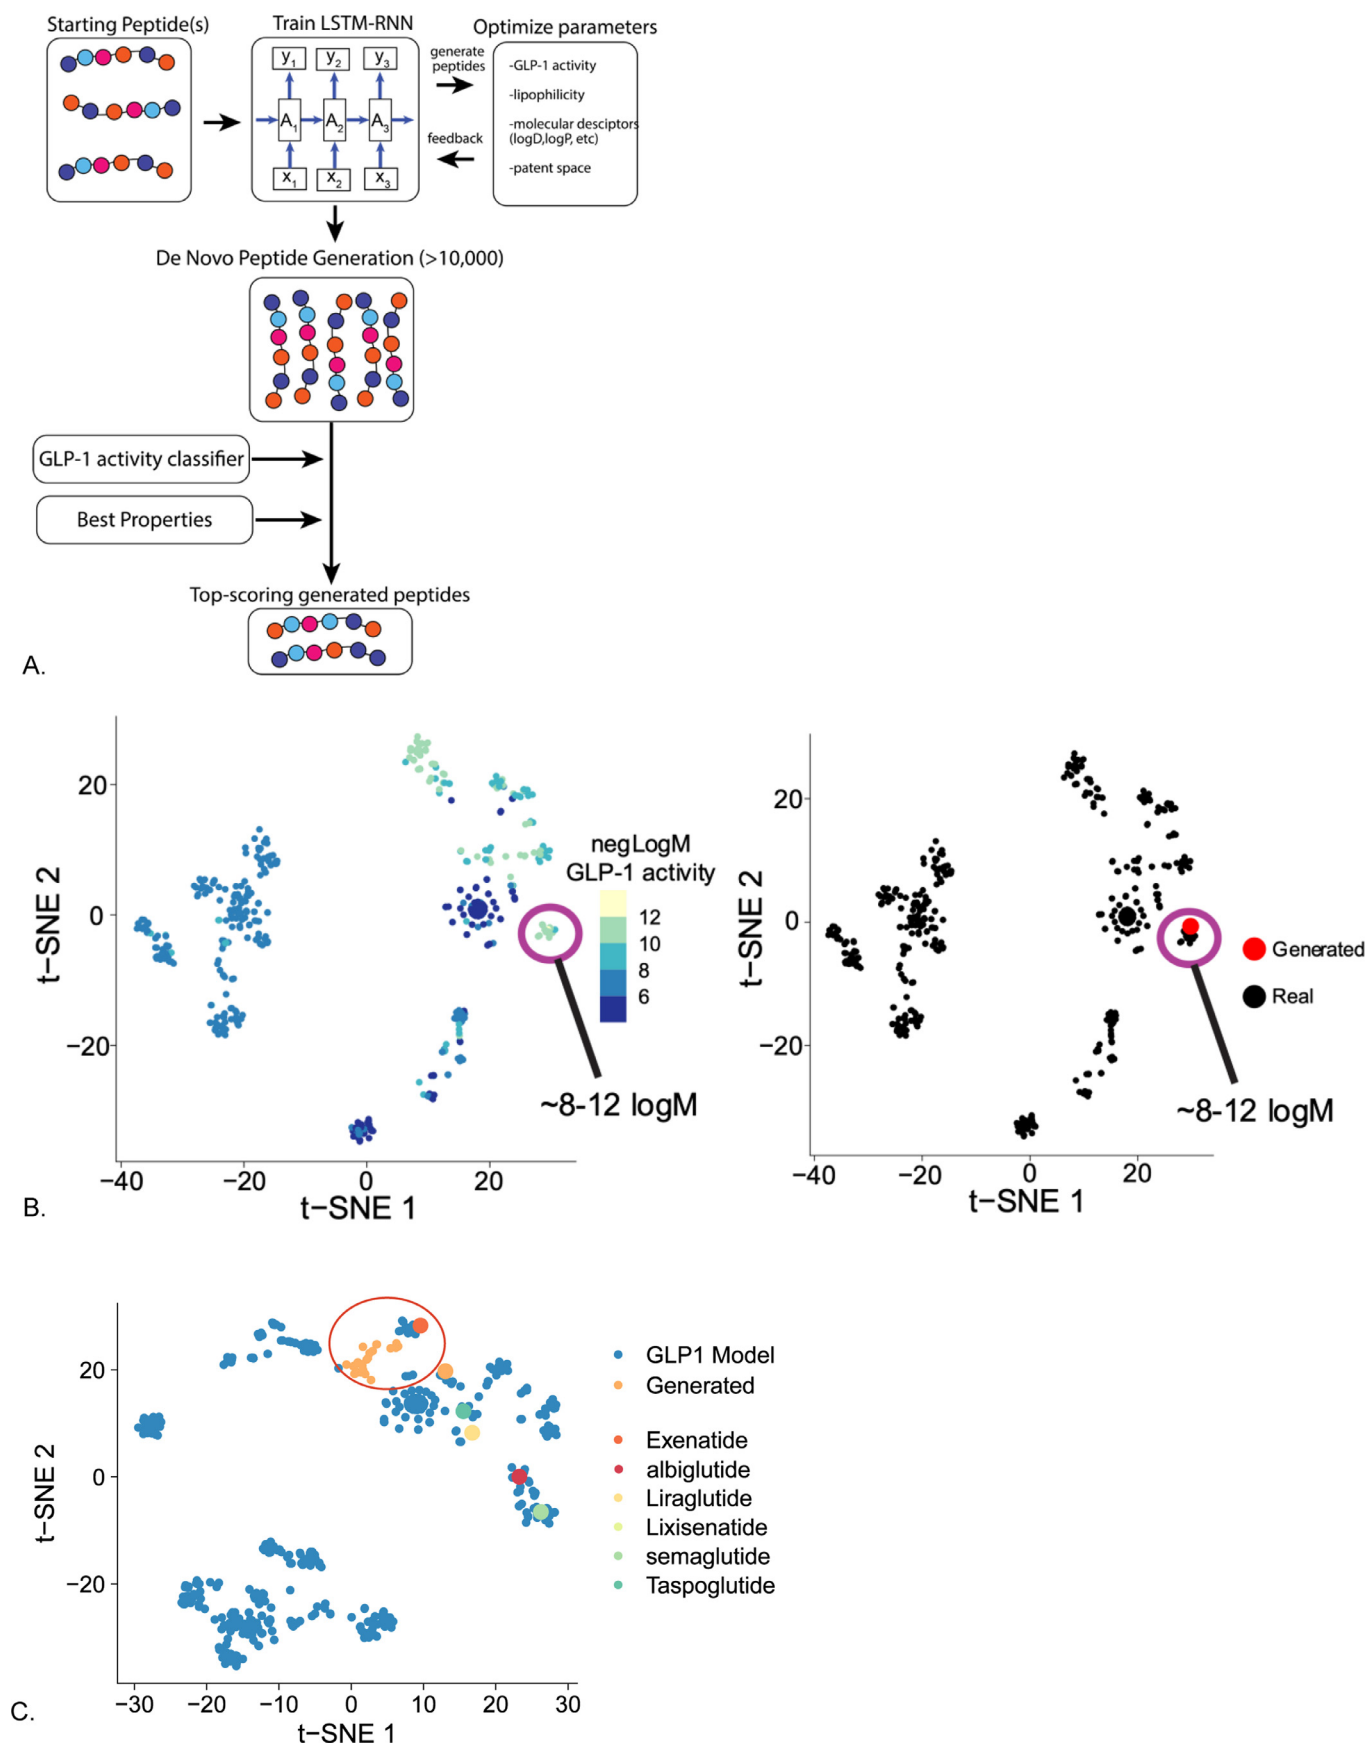 Starting Peptide(s)
Train LSTM-RNN
Optimize parameters
y1 y2 y3
A1 A2 A3
x1 x2 x3
generate
peptides
feedback
-GLP-1 activity
-lipophilicity
-molecular desciptors
(logD,logP, etc)
-patent space
De Novo Peptide Generation (>10,000)
GLP-1 activity classifier
Best Properties
Top-scoring generated peptides
A.
t-SNE 2
20
0
−20
−40 −20 0 20
t-SNE 1
negLogM
GLP-1 activity
12
10
8
6
~8-12 logM
B.
t-SNE 2
20
0
−20
−40 −20 0 20
t-SNE 1
Generated
Real
~8-12 logM
t-SNE 2
20
0
−20
−30 −20 −10 0 10 20 30
t-SNE 1
GLP1 Model
Generated
Exenatide
albiglutide
Liraglutide
Lixisenatide
semaglutide
Taspoglutide
C.